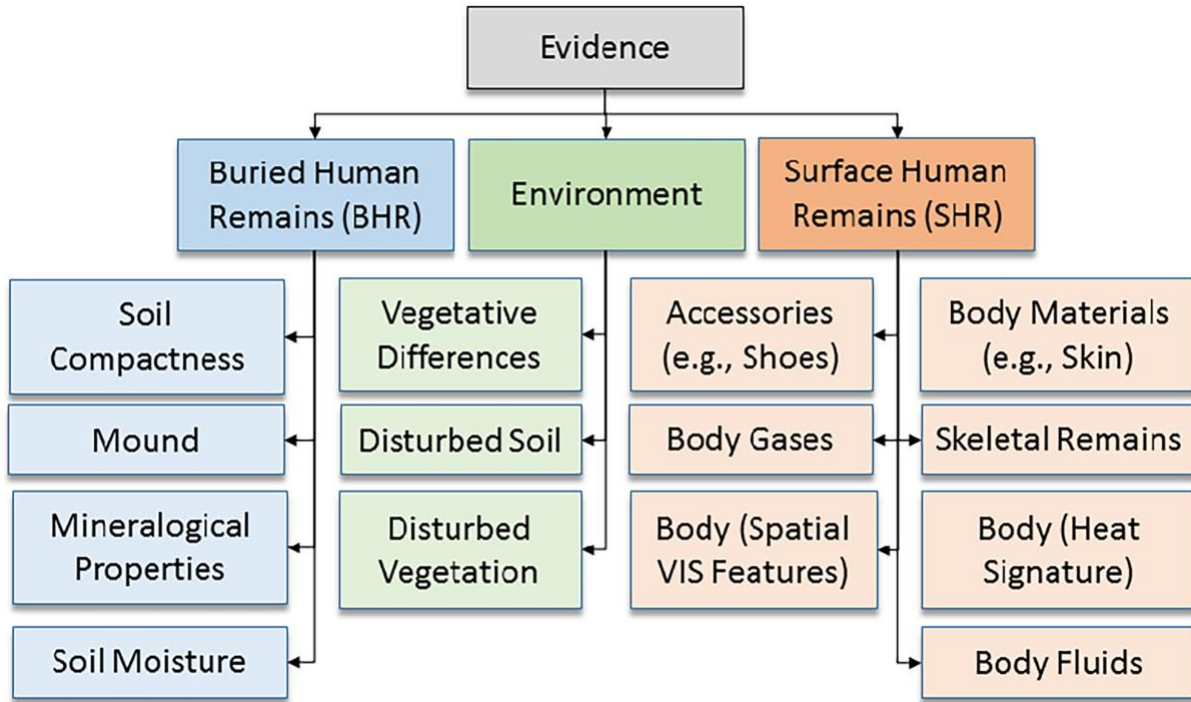 Evidence
Buried Human
Remains (BHR)
Environment
Surface Human
Remains (SHR)
Soil
Compactness
Vegetative
Differences
Accessories
(e.g., Shoes)
Body Materials
(e.g., Skin)
Mound
Disturbed Soil
Body Gases
Skeletal Remains
Mineralogical
Properties
Disturbed
Vegetation
Body (Spatial
VIS Features)
Body (Heat
Signature)
Soil Moisture
Body Fluids